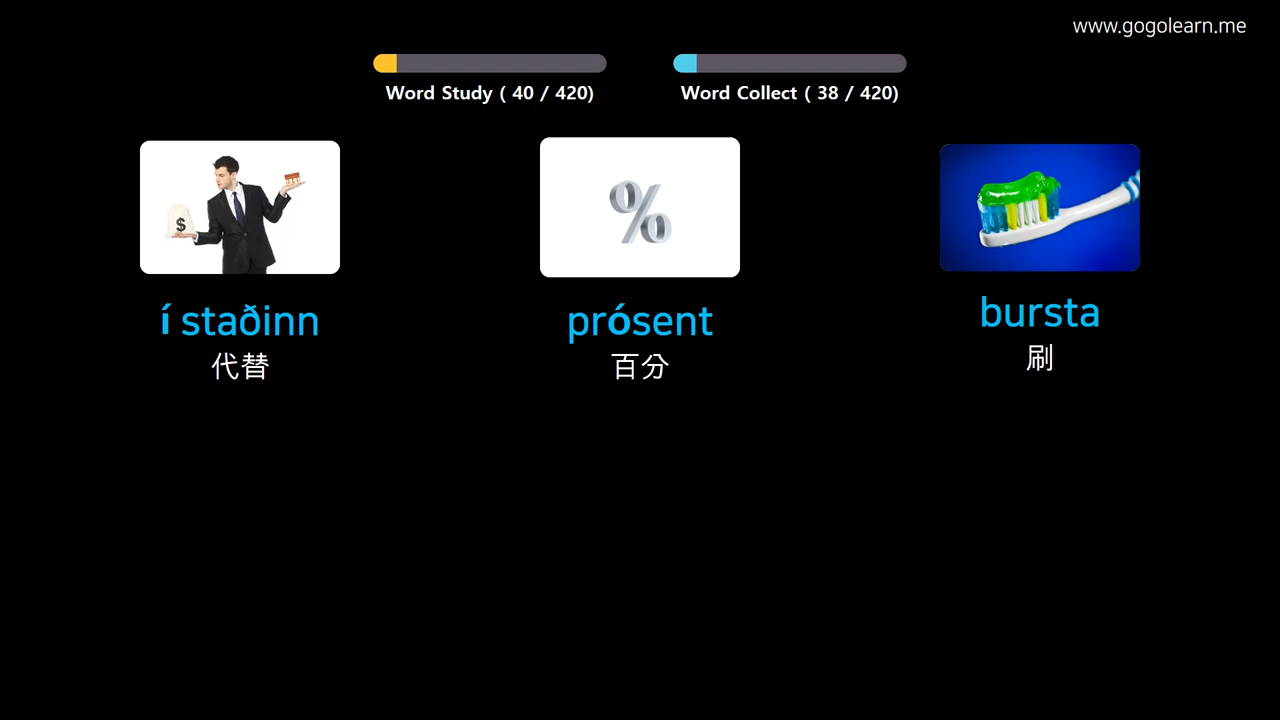 www.gogolearn.me
Word Study ( 40 / 420)
Word Collect ( 38 / 420)
$
%
í staðinn
代替
prósent
百分
bursta
刷